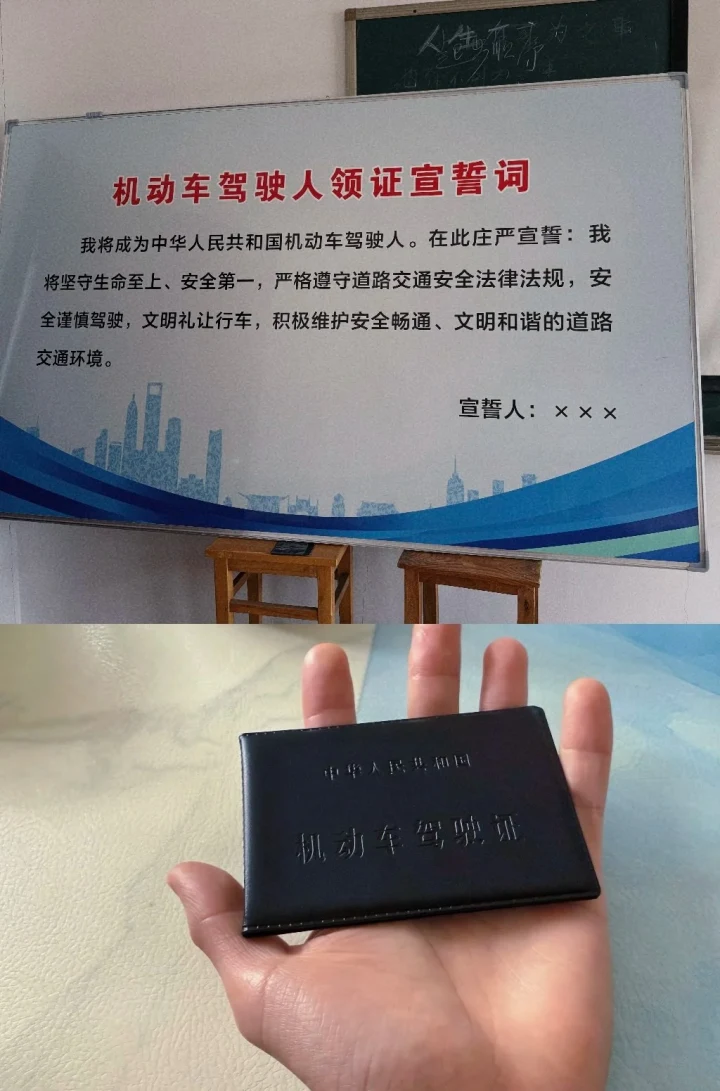 机动车驾驶人领证宣誓词
我将成为中华人民共和国机动车驾驶人。在此庄严宣誓：我
将坚守生命至上、安全第一，严格遵守道路交通安全法律法规，安
全谨慎驾驶，文明礼让行车，积极维护安全畅通、文明和谐的道路
交通环境。
宣誓人：×××
中华人民共和国
机动车驾驶证